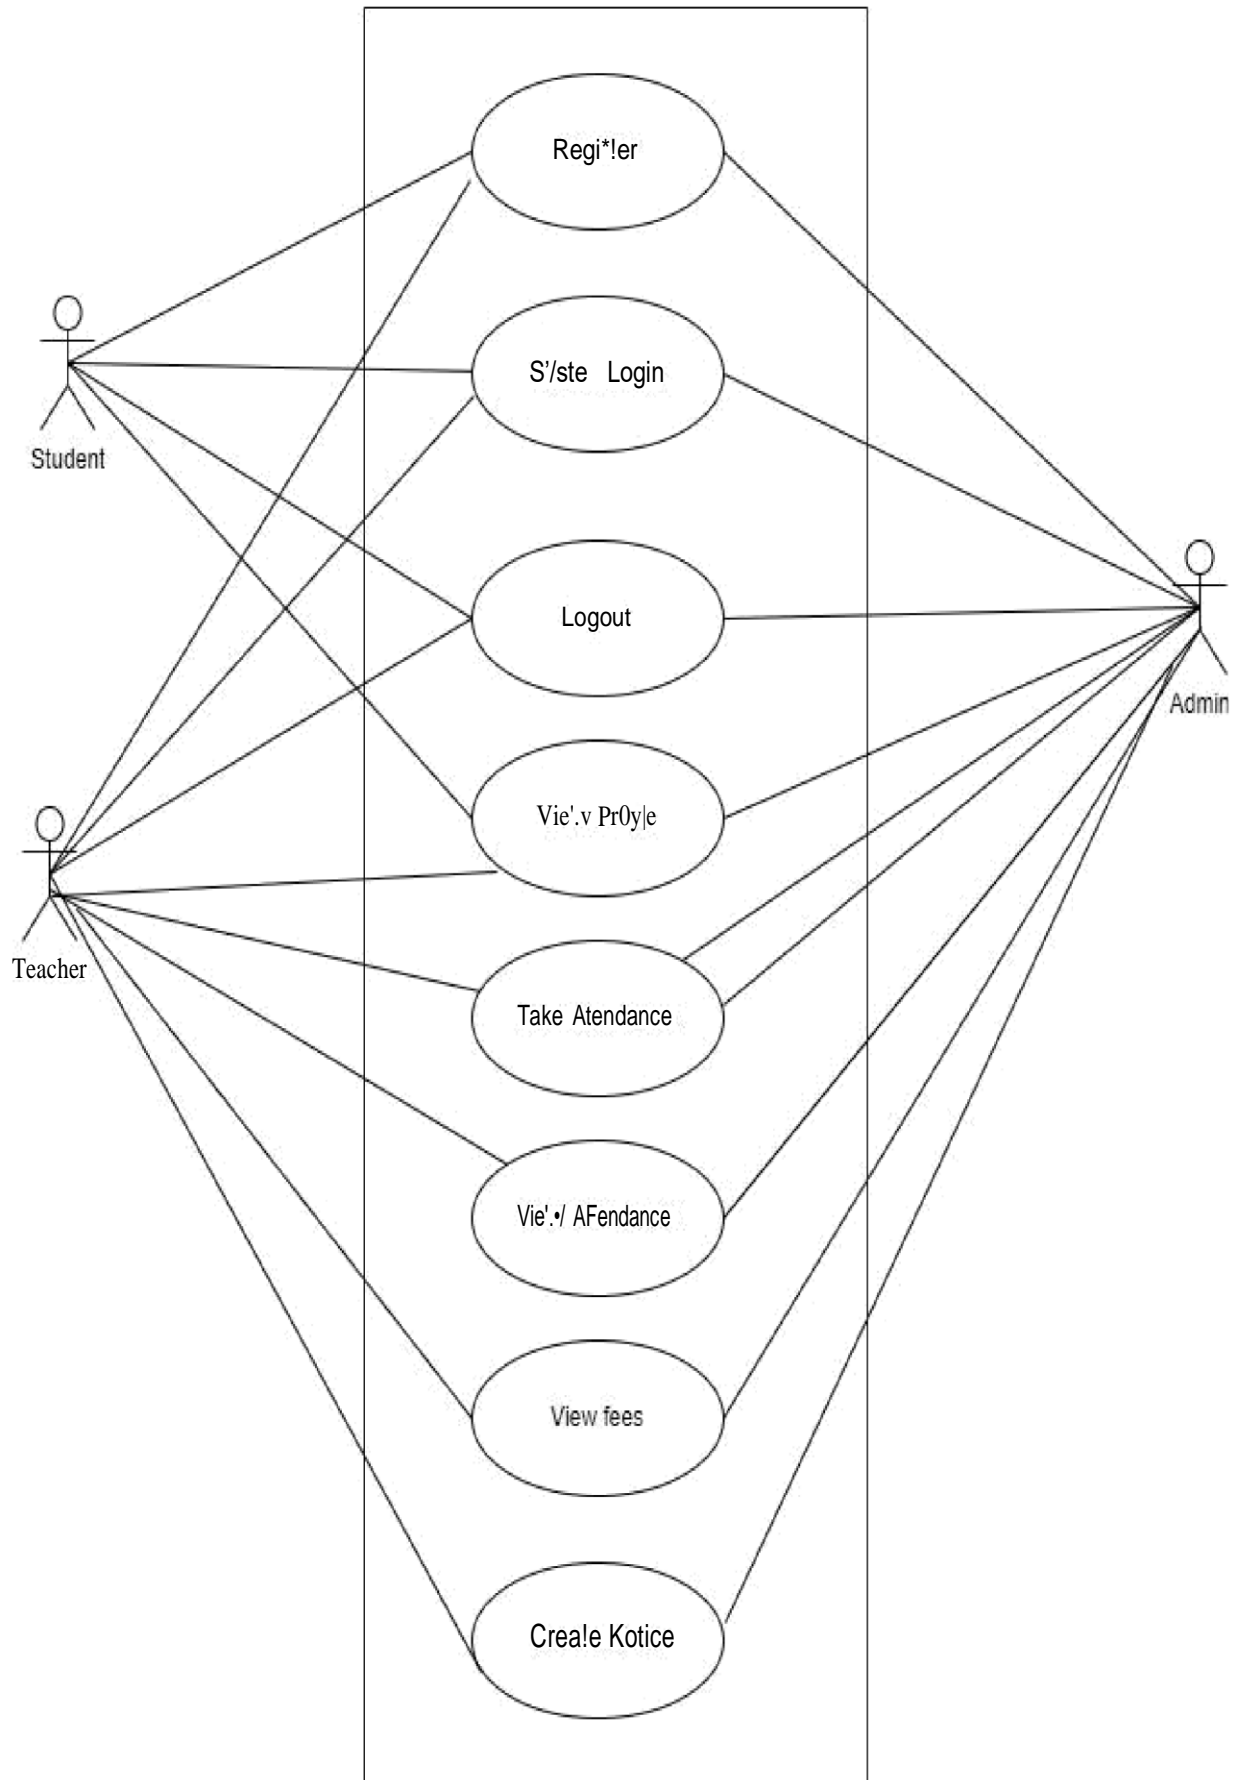 Regi*!er
S'/ste Login
Student
Logout
Admin
Vie'.v Pr0y|e
Teacher
Take Atendance
Vie'.•/ AFendance
View fees
Crea!e Kotice